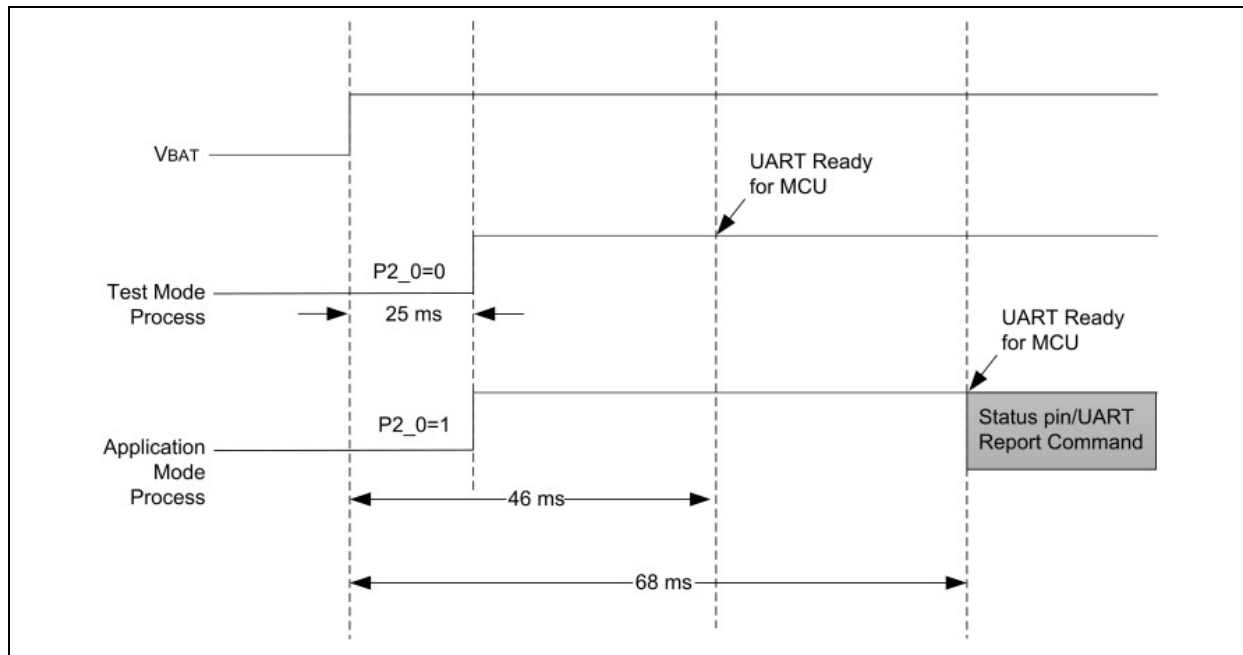 VBAT
UART Ready
for MCU
P2_0=0
Test Mode
Process
25 ms
UART Ready
for MCU
P2_0=1
Status pin/UART
Report Command
Application
Mode
Process
46 ms
68 ms